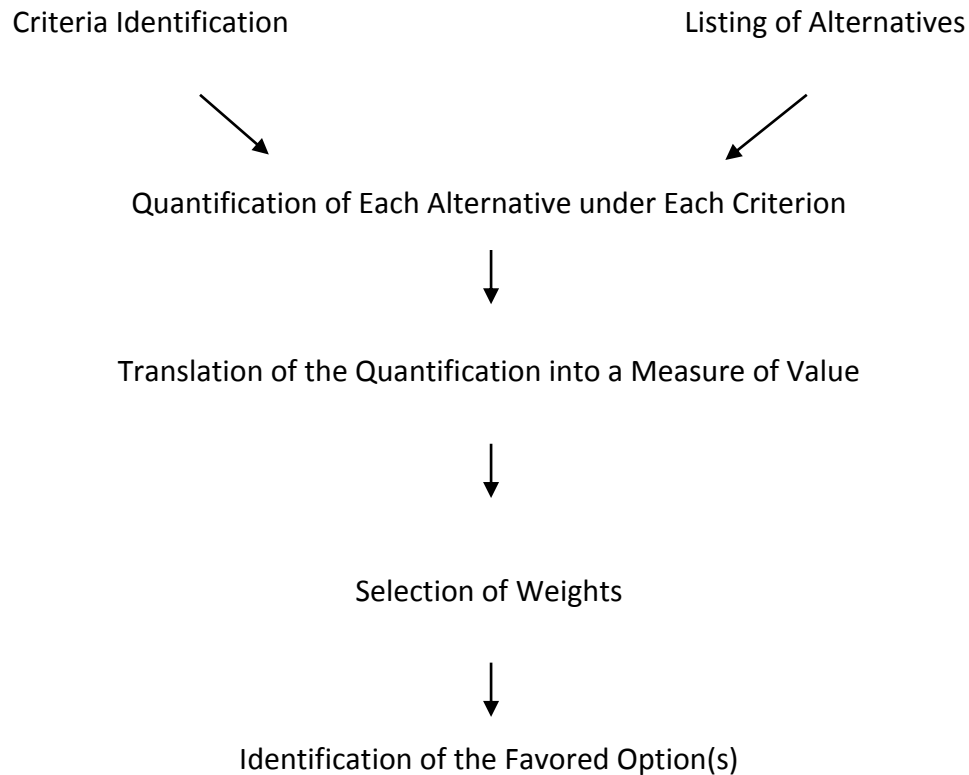 Criteria Identification
Listing of Alternatives
Quantification of Each Alternative under Each Criterion
Translation of the Quantification into a Measure of Value
Selection of Weights
Identification of the Favored Option(s)